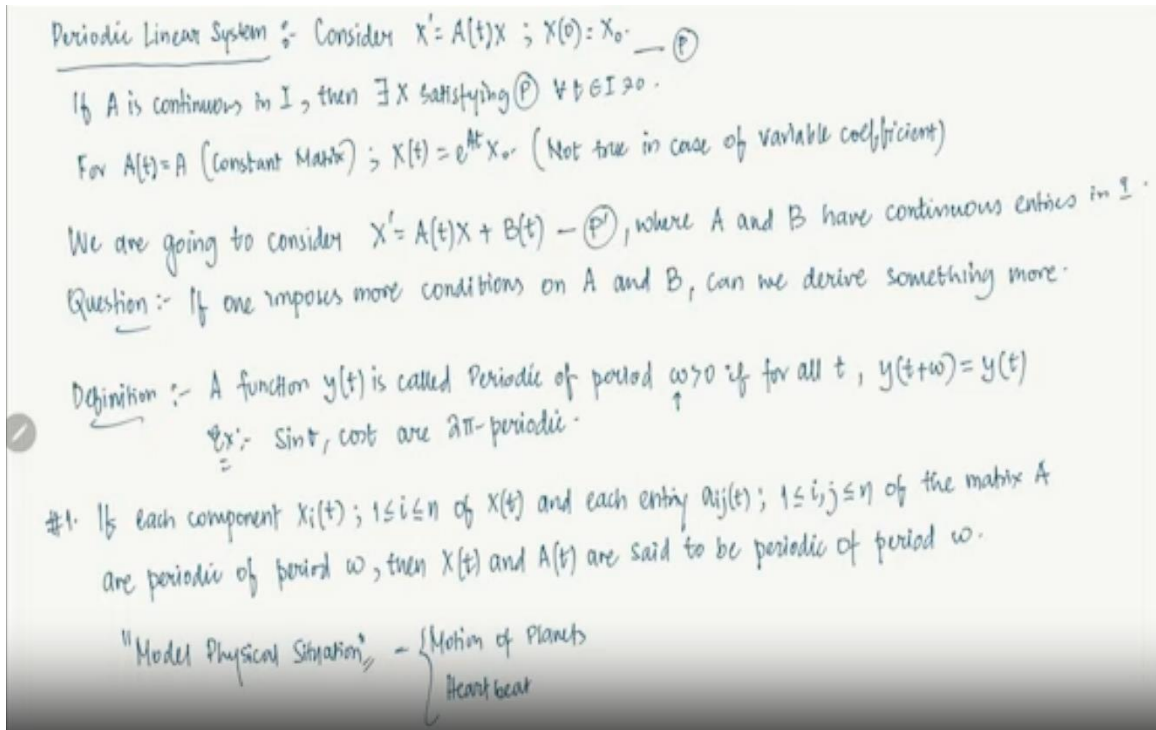 Periodic Linear System :- Consider X' = A(t)X ; X(0) = X₀. — Ⓟ
If A is continuous in I, then ∃ X satisfying Ⓟ ∀ t ∈ I ∋ 0.
For A(t) = A (Constant Matrix) ; X(t) = e^{At} X₀. (Not true in case of variable coefficient)
We are going to consider X' = A(t)X + B(t) — Ⓟ', where A and B have continuous entries in I.
Question :- If one imposes more conditions on A and B, can we derive something more.
Definition :- A function y(t) is called Periodic of period ω>0 if for all t, y(t+ω) = y(t)
↑
Ex:- Sin t, cos t are 2π-periodic.
#1. If each component Xi(t) ; 1≤i≤n of X(t) and each entry aij(t) ; 1≤i,j≤n of the matrix A
are periodic of period ω, then X(t) and A(t) are said to be periodic of period ω.
"Model Physical Situation" - { Motion of Planets
Heart beat